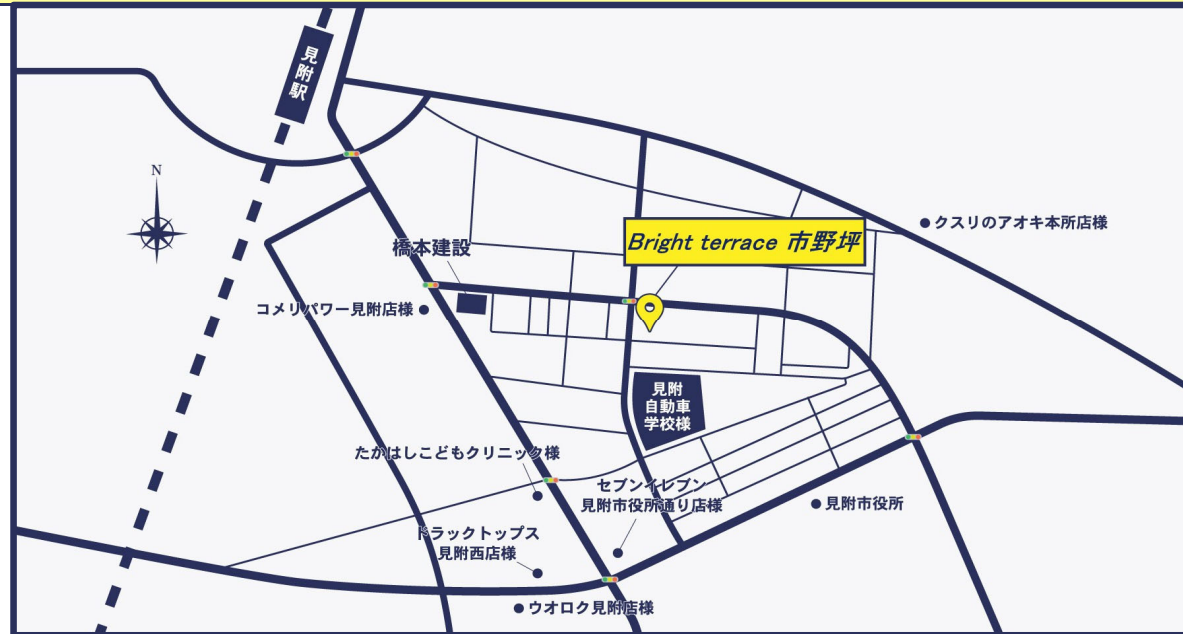 見附駅
N
クスリのアオキ本所店様
Bright terrace 市野坪
橋本建設
コメリパワー見附店様
見附
自動車
学校様
たかはしこどもクリニック様
セブンイレブン
見附市役所通り店様
見附市役所
ドラックトップス
見附西店様
ウオロク見附店様